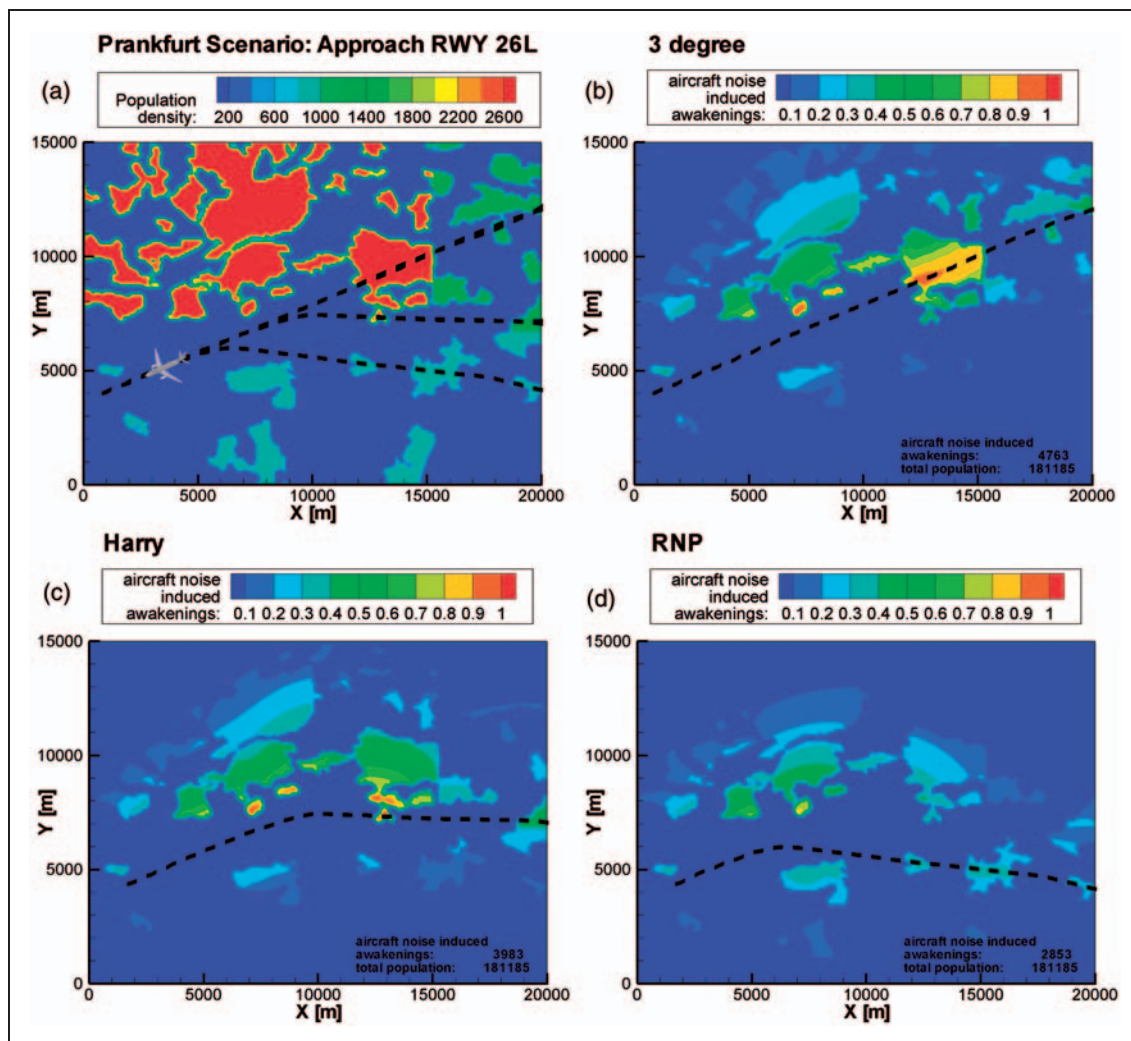 Prankfurt Scenario: Approach RWY 26L
(a)
Population
density:
200 600 1000 1400 1800 2200 2600
15000
10000
5000
0
Y [m]
0 5000 10000 15000 20000
X [m]
3 degree
(b)
aircraft noise
induced
awakenings:
0.1 0.2 0.3 0.4 0.5 0.6 0.7 0.8 0.9 1
15000
10000
5000
0
Y [m]
aircraft noise induced
awakenings: 4763
total population: 181185
0 5000 10000 15000 20000
X [m]
Harry
(c)
aircraft noise
induced
awakenings:
0.1 0.2 0.3 0.4 0.5 0.6 0.7 0.8 0.9 1
15000
10000
5000
0
Y [m]
aircraft noise induced
awakenings: 3983
total population: 181185
0 5000 10000 15000 20000
X [m]
RNP
(d)
aircraft noise
induced
awakenings:
0.1 0.2 0.3 0.4 0.5 0.6 0.7 0.8 0.9 1
15000
10000
5000
0
Y [m]
aircraft noise induced
awakenings: 2853
total population: 181185
0 5000 10000 15000 20000
X [m]